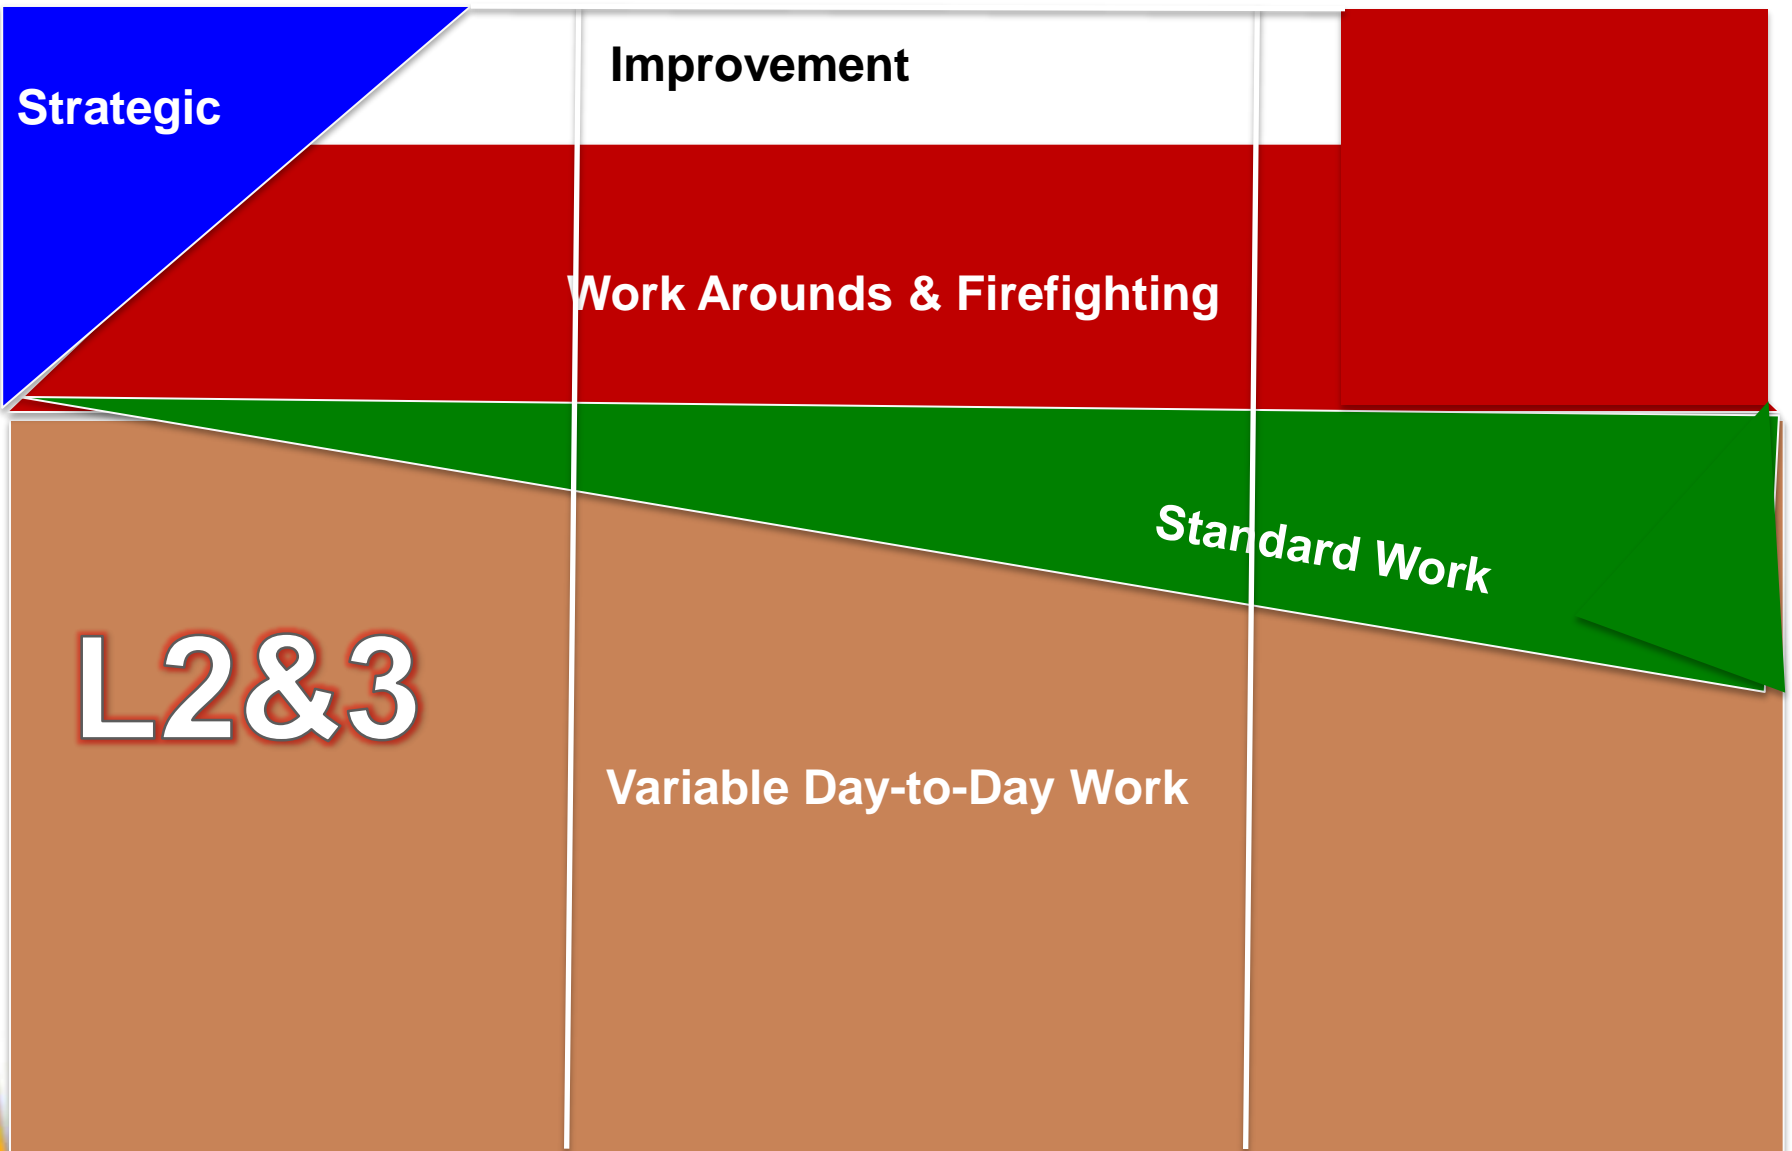 Improvement
Strategic
Work Arounds & Firefighting
Standard Work
L2&3
Variable Day-to-Day Work